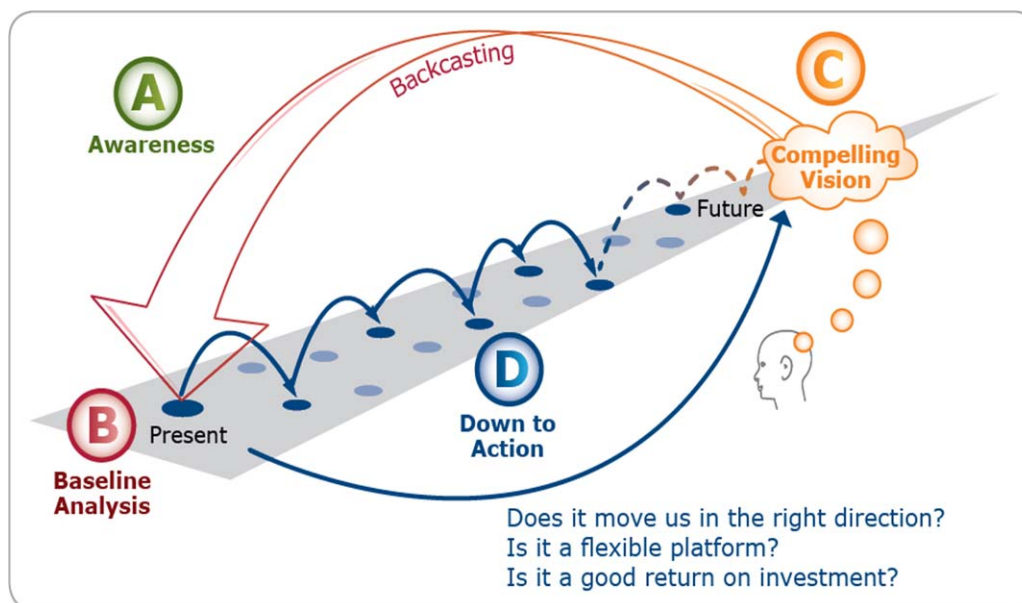 A
Awareness
Backcasting
C
Compelling
Vision
Future
B
Present
Baseline
Analysis
D
Down to
Action
Does it move us in the right direction?
Is it a flexible platform?
Is it a good return on investment?